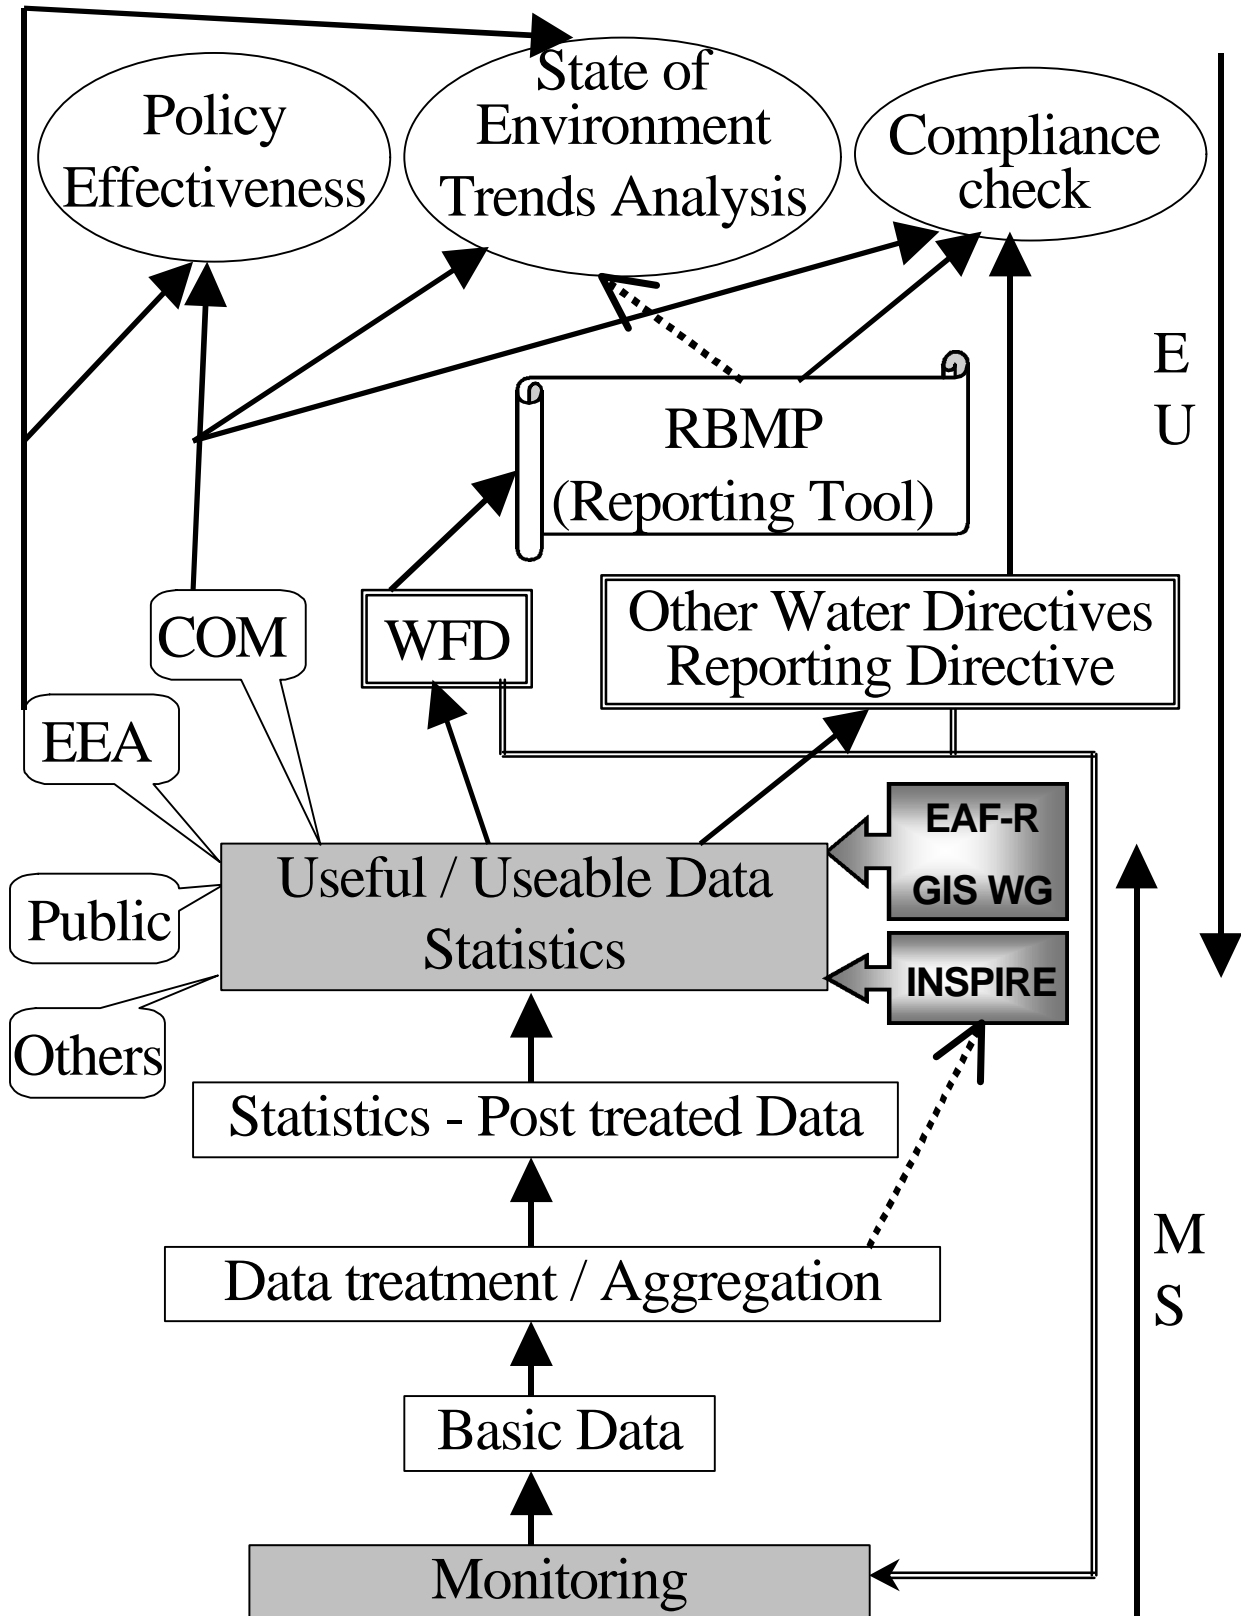 Policy
Effectiveness
State of
Environment
Trends Analysis
Compliance
check
E
U
RBMP
(Reporting Tool)
COM
WFD
Other Water Directives
Reporting Directive
EEA
EAF-R
GIS WG
Useful / Useable Data
Statistics
Public
INSPIRE
Others
Statistics - Post treated Data
M
S
Data treatment / Aggregation
Basic Data
Monitoring